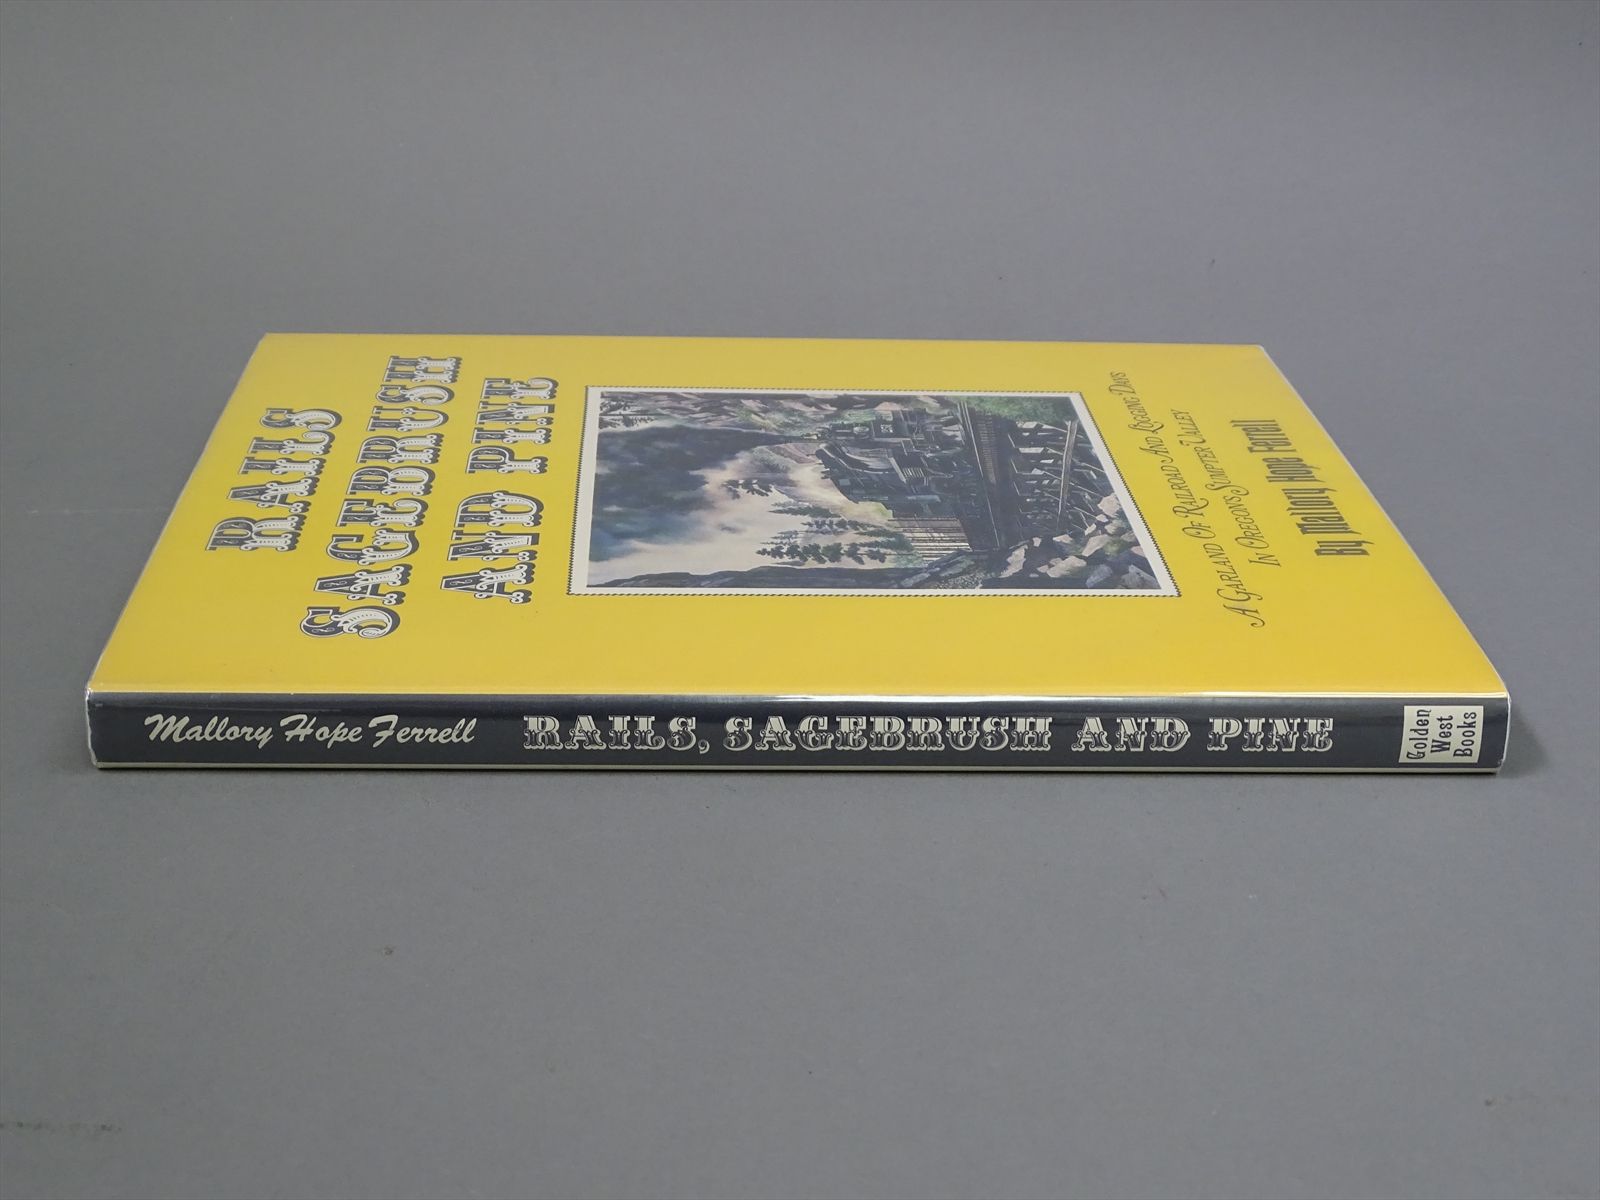 RAILS
SAGEBRUSH
AND PINE
A GARLAND OF RAILROAD AND LOGGING DAYS
IN OREGON'S SUMPTER VALLEY
By Mallory Hope Ferrell
Mallory Hope Ferrell RAILS, SAGEBRUSH AND PINE
Golden
West
Books